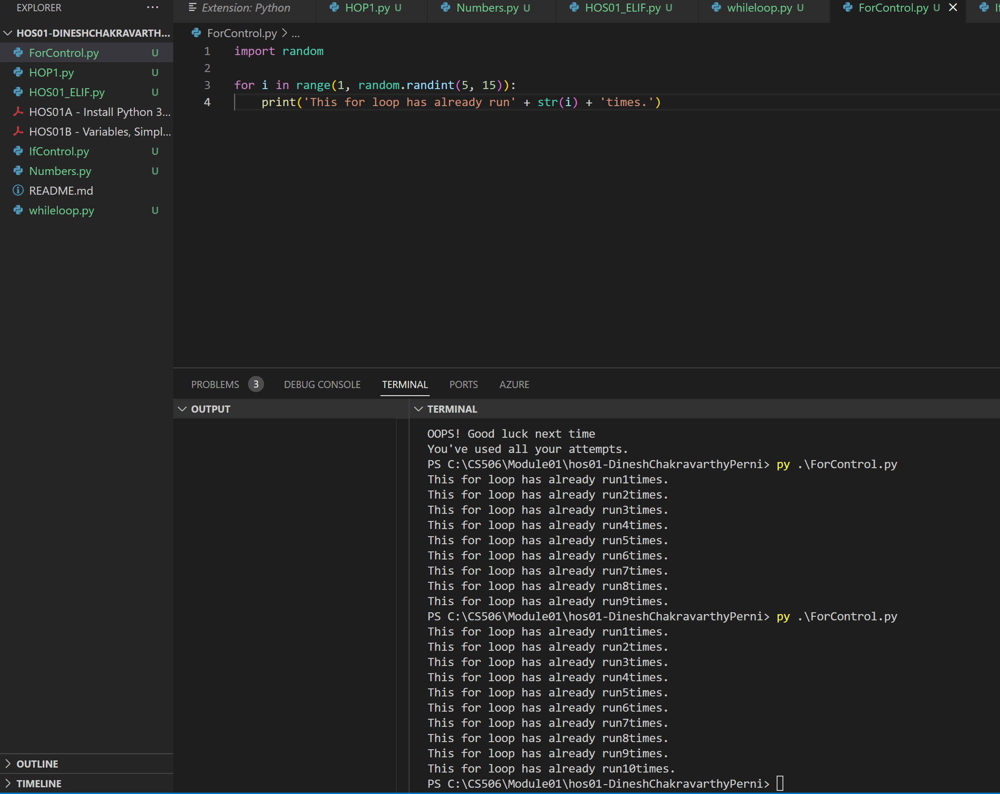 EXPLORER ...
HOS01-DINESHCHAKRAVARTH...
ForControl.py U
HOP1.py U
HOS01_ELIF.py U
HOS01A - Install Python 3...
HOS01B - Variables, Simpl...
IfControl.py U
Numbers.py U
README.md
whileloop.py U
OUTLINE
TIMELINE
Extension: Python HOP1.py U Numbers.py U HOS01_ELIF.py U whileloop.py U ForControl.py U If
ForControl.py > ...
1 import random
2
3 for i in range(1, random.randint(5, 15)):
4     print('This for loop has already run' + str(i) + 'times.')
PROBLEMS 3 DEBUG CONSOLE TERMINAL PORTS AZURE
OUTPUT
TERMINAL
OOPS! Good luck next time
You've used all your attempts.
PS C:\CS506\Module01\hos01-DineshChakravarthyPerni> py .\ForControl.py
This for loop has already run1times.
This for loop has already run2times.
This for loop has already run3times.
This for loop has already run4times.
This for loop has already run5times.
This for loop has already run6times.
This for loop has already run7times.
This for loop has already run8times.
This for loop has already run9times.
PS C:\CS506\Module01\hos01-DineshChakravarthyPerni> py .\ForControl.py
This for loop has already run1times.
This for loop has already run2times.
This for loop has already run3times.
This for loop has already run4times.
This for loop has already run5times.
This for loop has already run6times.
This for loop has already run7times.
This for loop has already run8times.
This for loop has already run9times.
This for loop has already run10times.
PS C:\CS506\Module01\hos01-DineshChakravarthyPerni>